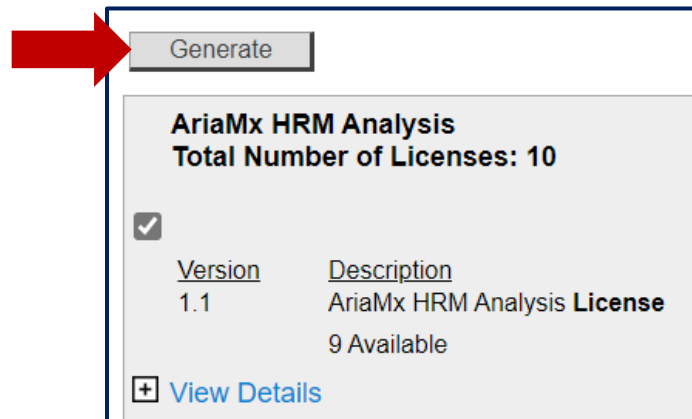 Generate
AriaMx HRM Analysis
Total Number of Licenses: 10
Version Description
1.1 AriaMx HRM Analysis License
9 Available
View Details